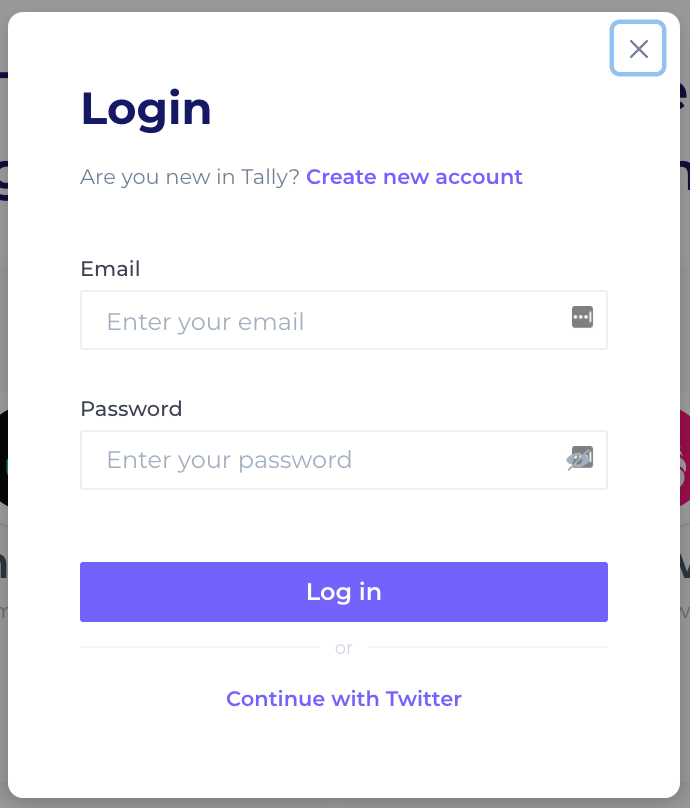 Login
Are you new in Tally? Create new account
Email
Enter your email
Password
Enter your password
Log in
or
Continue with Twitter